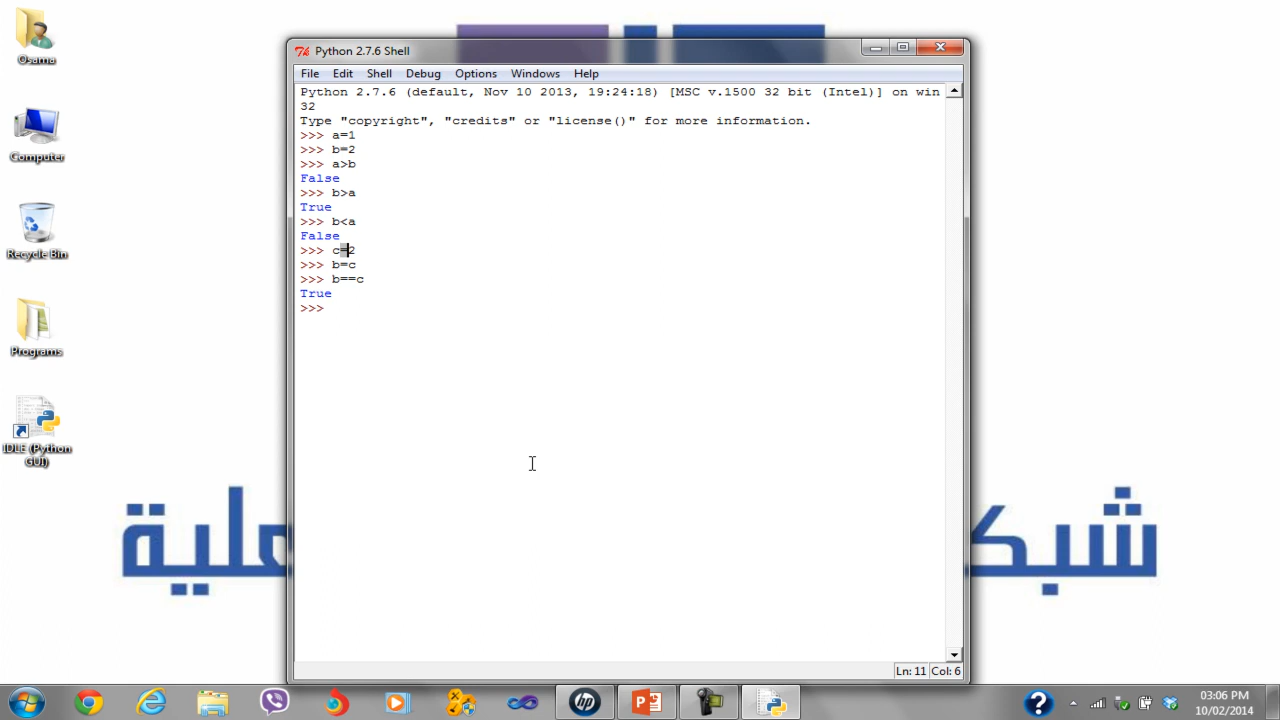 Osama
Computer
Recycle Bin
Programs
IDLE (Python
GUI)
Python 2.7.6 Shell
File Edit Shell Debug Options Windows Help
Python 2.7.6 (default, Nov 10 2013, 19:24:18) [MSC v.1500 32 bit (Intel)] on win
32
Type "copyright", "credits" or "license()" for more information.
>>> a=1
>>> b=2
>>> a>b
False
>>> b>a
True
>>> b<a
False
>>> c=2
>>> b=c
>>> b==c
True
>>>
Ln: 11 Col: 6
03:06 PM
10/02/2014